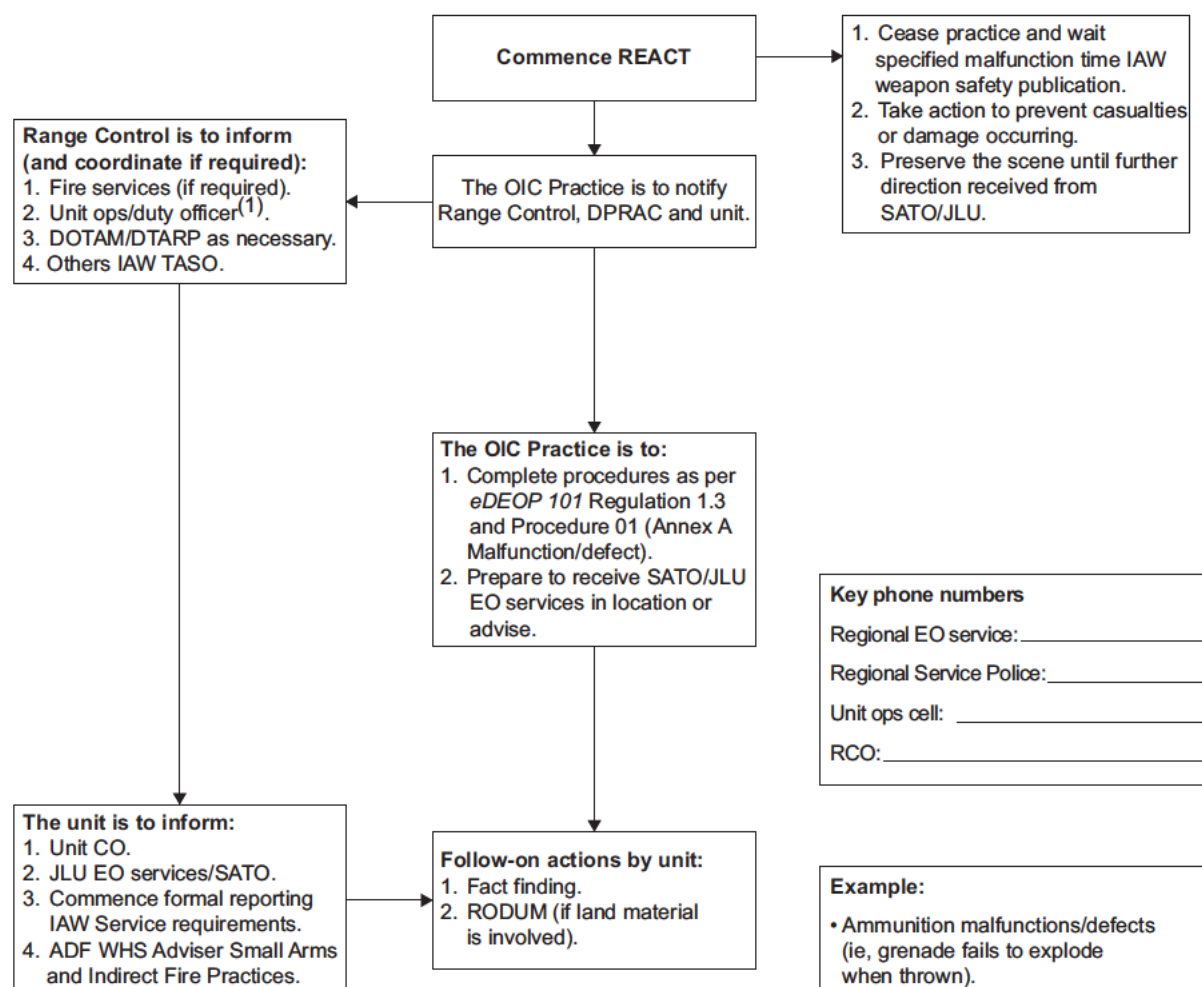 Commence REACT
1. Cease practice and wait
specified malfunction time IAW
weapon safety publication.
2. Take action to prevent casualties
or damage occurring.
3. Preserve the scene until further
direction received from
SATO/JLU.
Range Control is to inform
(and coordinate if required):
1. Fire services (if required).
2. Unit ops/duty officer(1).
3. DOTAM/DTARP as necessary.
4. Others IAW TASO.
The OIC Practice is to notify
Range Control, DPRAC and unit.
The OIC Practice is to:
1. Complete procedures as per
eDEOP 101 Regulation 1.3
and Procedure 01 (Annex A
Malfunction/defect).
2. Prepare to receive SATO/JLU
EO services in location or
advise.
Key phone numbers
Regional EO service:
Regional Service Police:
Unit ops cell:
RCO:
The unit is to inform:
1. Unit CO.
2. JLU EO services/SATO.
3. Commence formal reporting
IAW Service requirements.
4. ADF WHS Adviser Small Arms
and Indirect Fire Practices.
Follow-on actions by unit:
1. Fact finding.
2. RODUM (if land material
is involved).
Example:
• Ammunition malfunctions/defects
(ie, grenade fails to explode
when thrown).